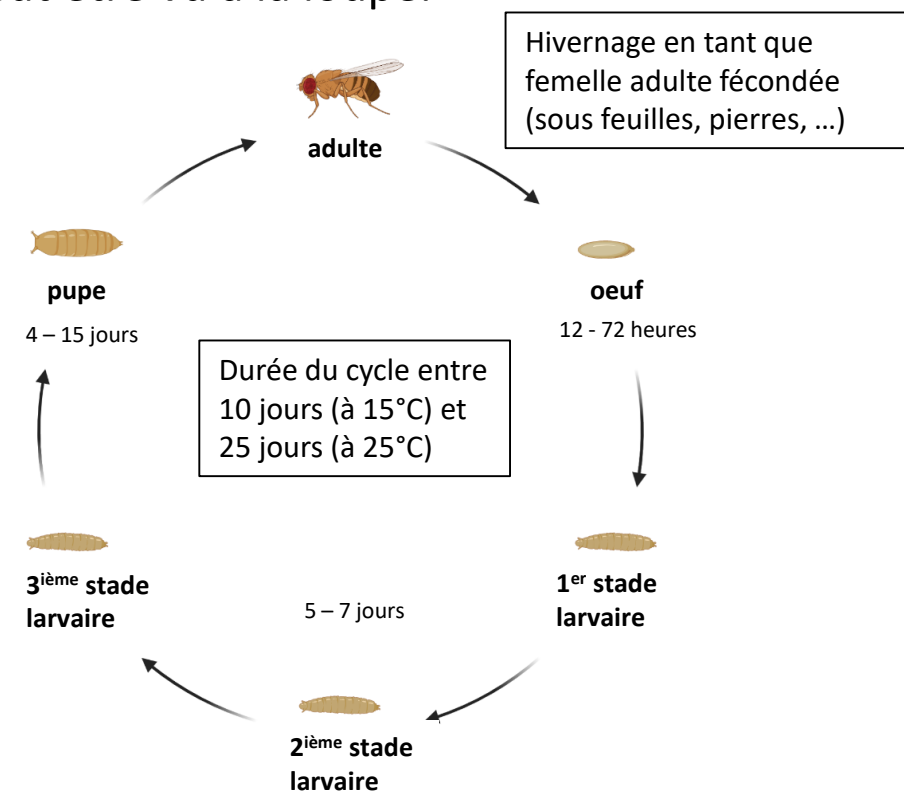 Hivernage en tant que
femelle adulte fécondée
(sous feuilles, pierres, …)
adulte
pupe
4 – 15 jours
oeuf
12 - 72 heures
Durée du cycle entre
10 jours (à 15°C) et
25 jours (à 25°C)
3ième stade
larvaire
5 – 7 jours
1er stade
larvaire
2ième stade
larvaire